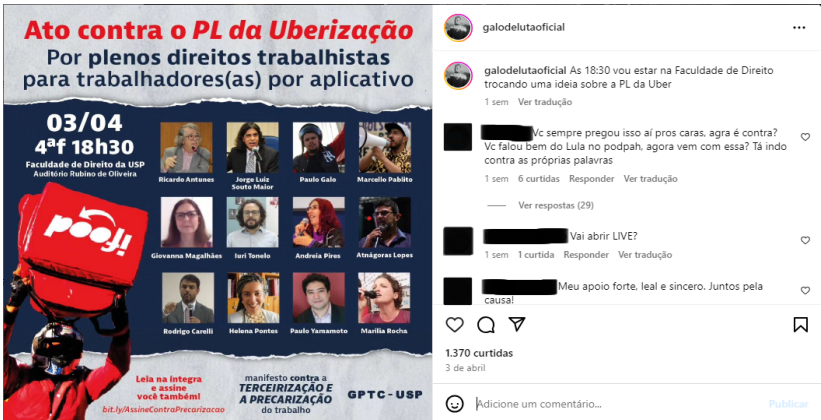 Ato contra o PL da Uberização
Por plenos direitos trabalhistas
para trabalhadores(as) por aplicativo
03/04
4ªf 18h30
Faculdade de Direito da USP
Auditório Rubino de Oliveira
Ricardo Antunes
Jorge Luiz
Souto Maior
Paulo Galo
Marcello Pablito
Giovanna Magalhães
Iuri Tonelo
Andreia Pires
Atnágoras Lopes
Rodrigo Carelli
Helena Pontes
Paulo Yamamoto
Marília Rocha
ifood
Leia na íntegra
e assine
você também!
bit.ly/AssineContraPrecarizacao
manifesto contra a
TERCEIRIZAÇÃO E
A PRECARIZAÇÃO
do trabalho
GPTC-USP
galodelutaoficial
galodelutaoficial As 18:30 vou estar na Faculdade de Direito
trocando uma ideia sobre a PL da Uber
1 sem Ver tradução
Vc sempre pregou isso aí pros caras, agra é contra?
Vc falou bem do Lula no podpah, agora vem com essa? Tá indo
contra as próprias palavras
1 sem 6 curtidas Responder Ver tradução
Ver respostas (29)
Vai abrir LIVE?
1 sem 1 curtida Responder Ver tradução
Meu apoio forte, leal e sincero. Juntos pela
causa!
1.370 curtidas
3 de abril
Adicione um comentário...
Publicar